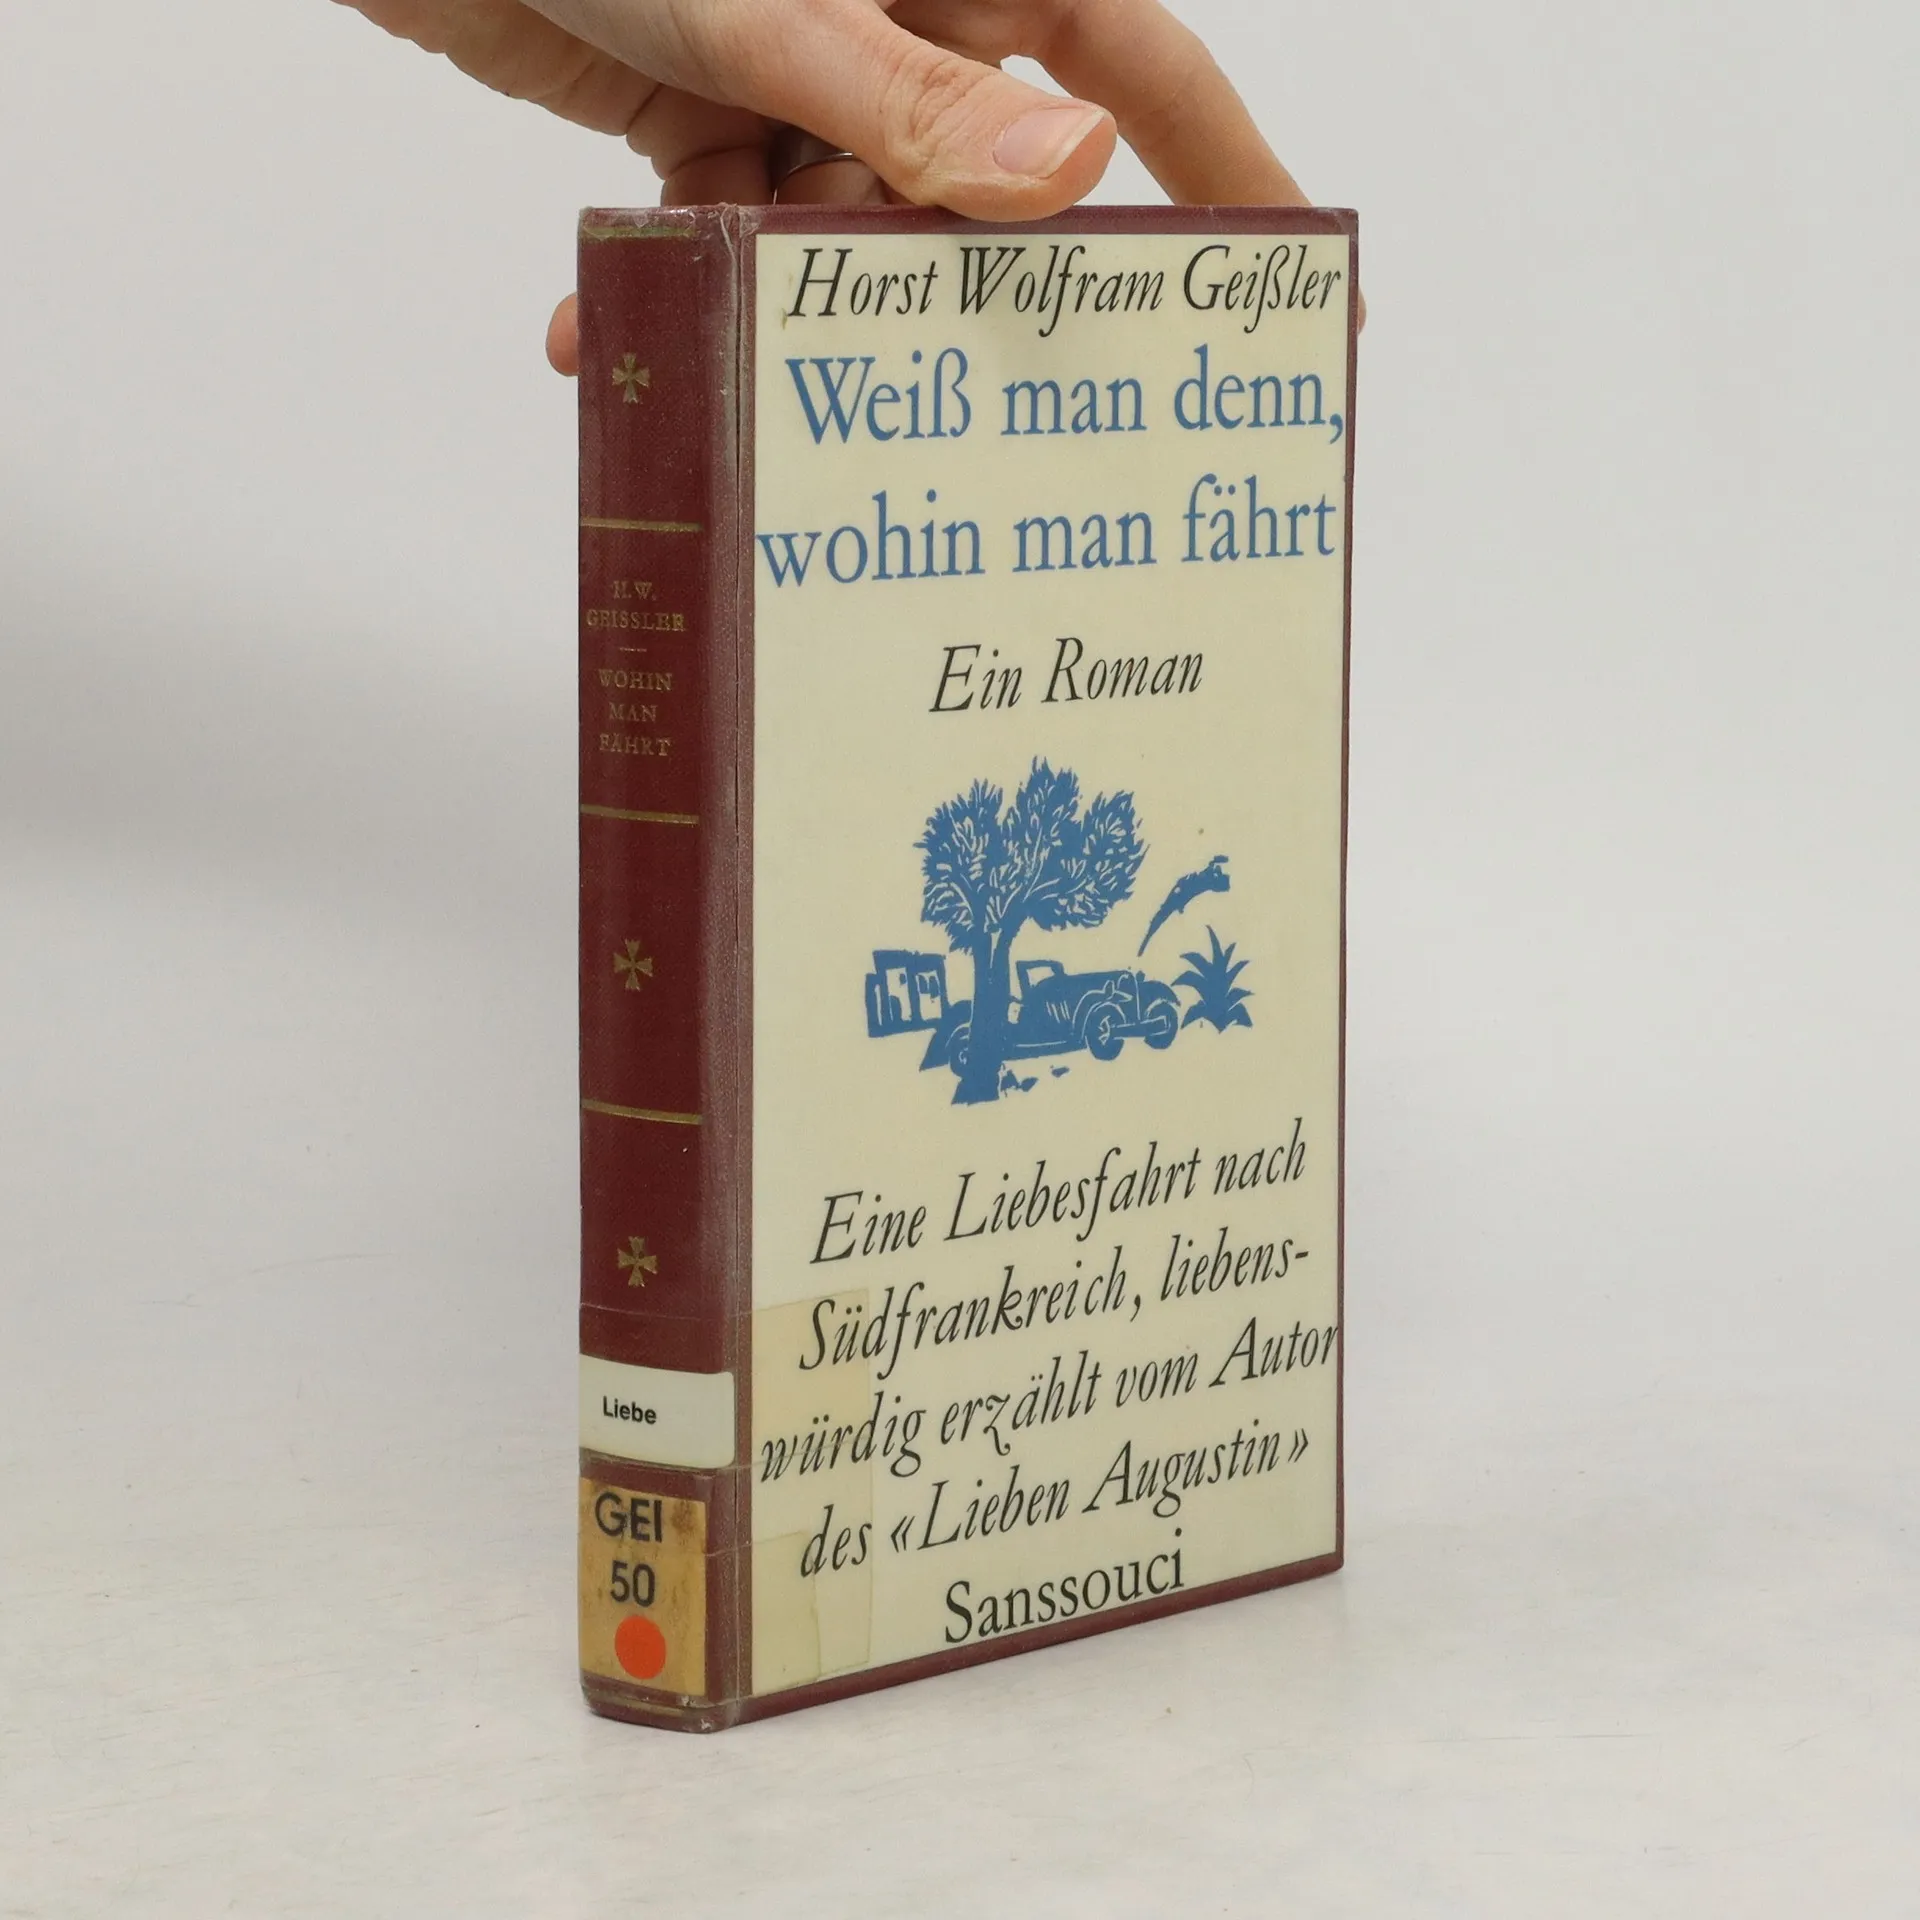 Horst Wolfram Geißler
Weiß man denn,
wohin man fährt
Ein Roman
Eine Liebesfahrt nach
Südfrankreich, liebens-
würdig erzählt vom Autor
des «Lieben Augustin»
Sanssouci
H.W.
GEISSLER
WOHIN
MAN
FÄHRT
Liebe
GEI
50